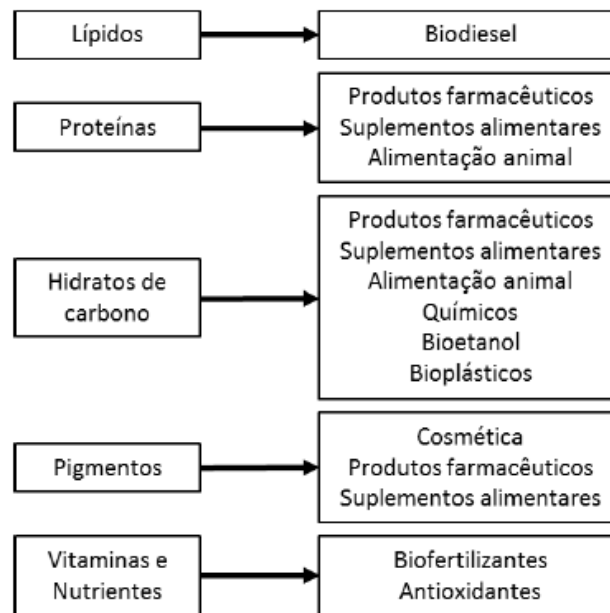 Lípidos
Biodiesel
Proteínas
Produtos farmacêuticos
Suplementos alimentares
Alimentação animal
Hidratos de
carbono
Produtos farmacêuticos
Suplementos alimentares
Alimentação animal
Químicos
Bioetanol
Bioplásticos
Pigmentos
Cosmética
Produtos farmacêuticos
Suplementos alimentares
Vitaminas e
Nutrientes
Biofertilizantes
Antioxidantes